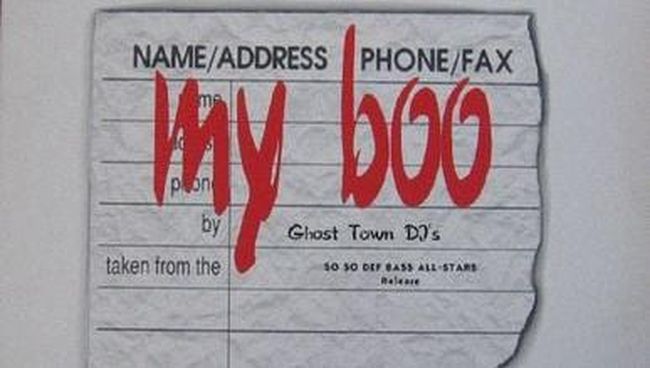 NAME/ADDRESS PHONE/FAX
my boo
phone
by Ghost Town DJ's
taken from the SO SO DEF BASS ALL-STARS
Release